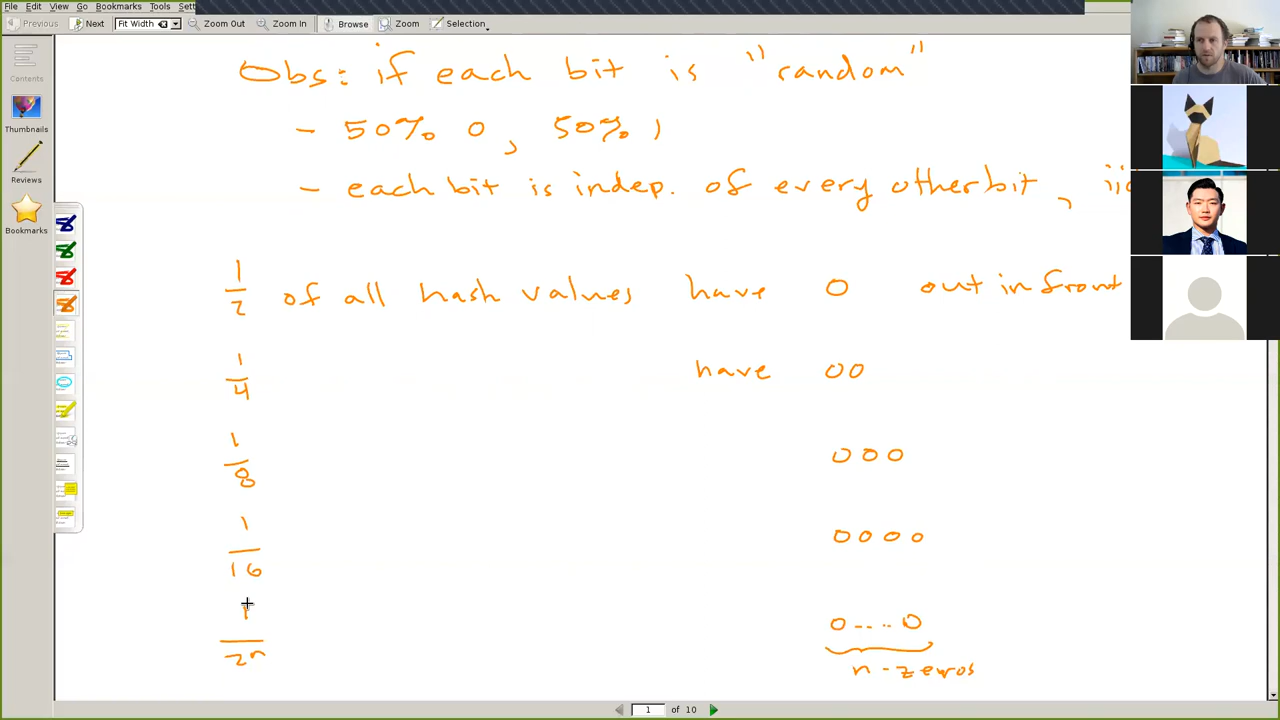 File Edit View Go Bookmarks Tools Sett
Previous Next Fit Width Zoom Out Zoom In Browse Zoom Selection
Contents
Thumbnails
Reviews
Bookmarks
Obs: if each bit is "random"
- 50% 0, 50% 1
- each bit is indep. of every other bit, iid
1/2 of all hash values have 0 out in front
1/4 have 00
1/8 000
1/16 0000
1/2^n 0....0
n-zeros
1 of 10